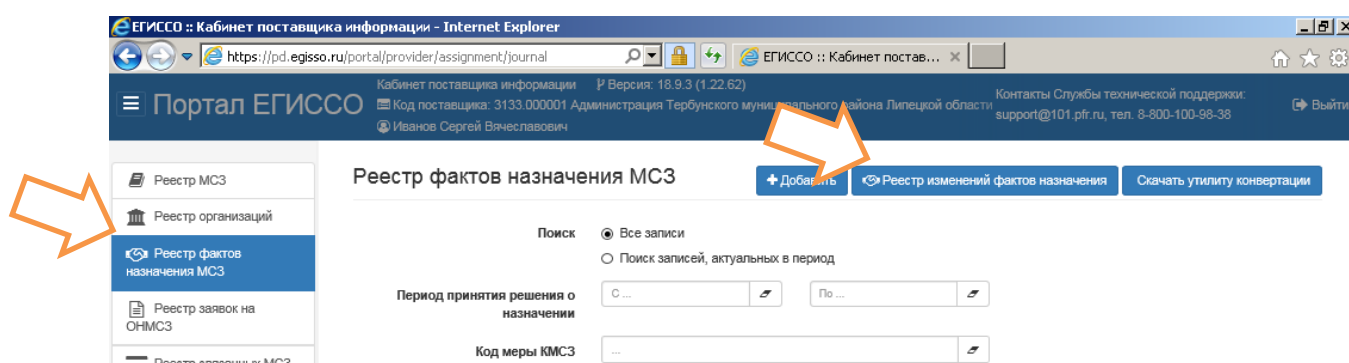 ЕГИССО :: Кабинет поставщика информации - Internet Explorer
https://pd.egisso.ru/portal/provider/assignment/journal
ЕГИССО :: Кабинет постав...
Портал ЕГИССО
Кабинет поставщика информации Версия: 18.9.3 (1.22.62)
Код поставщика: 3133.000001 Администрация Тербунского муниципального района Липецкой области
Иванов Сергей Вячеславович
Контакты Службы технической поддержки:
support@101.pfr.ru, тел. 8-800-100-98-38
Выйти
Реестр МСЗ
Реестр организаций
Реестр фактов
назначения МСЗ
Реестр заявок на
ОНМСЗ
Реестр связанных МСЗ
Реестр фактов назначения МСЗ
Добавить
Реестр изменений фактов назначения
Скачать утилиту конвертации
Поиск
Все записи
Поиск записей, актуальных в период
Период принятия решения о
назначении
С ...
По ...
Код меры КМСЗ
...